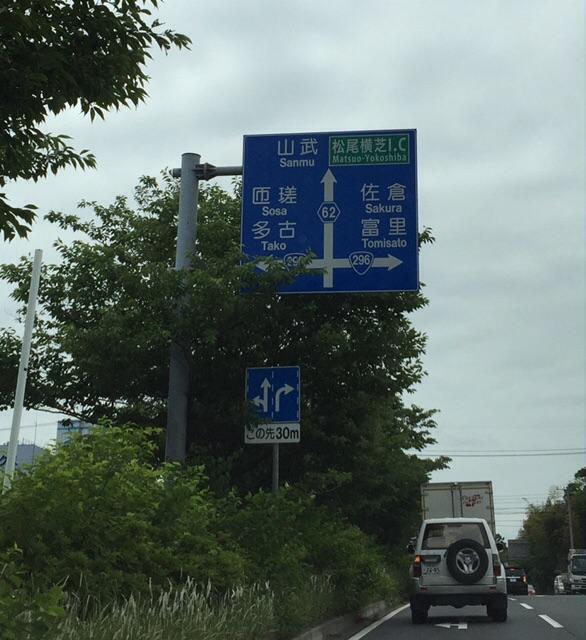 山武
Sanmu
松尾横芝I.C
Matsuo-Yokoshiba
匝瑳
Sosa
多古
Tako
62
佐倉
Sakura
富里
Tomisato
296
この先30m